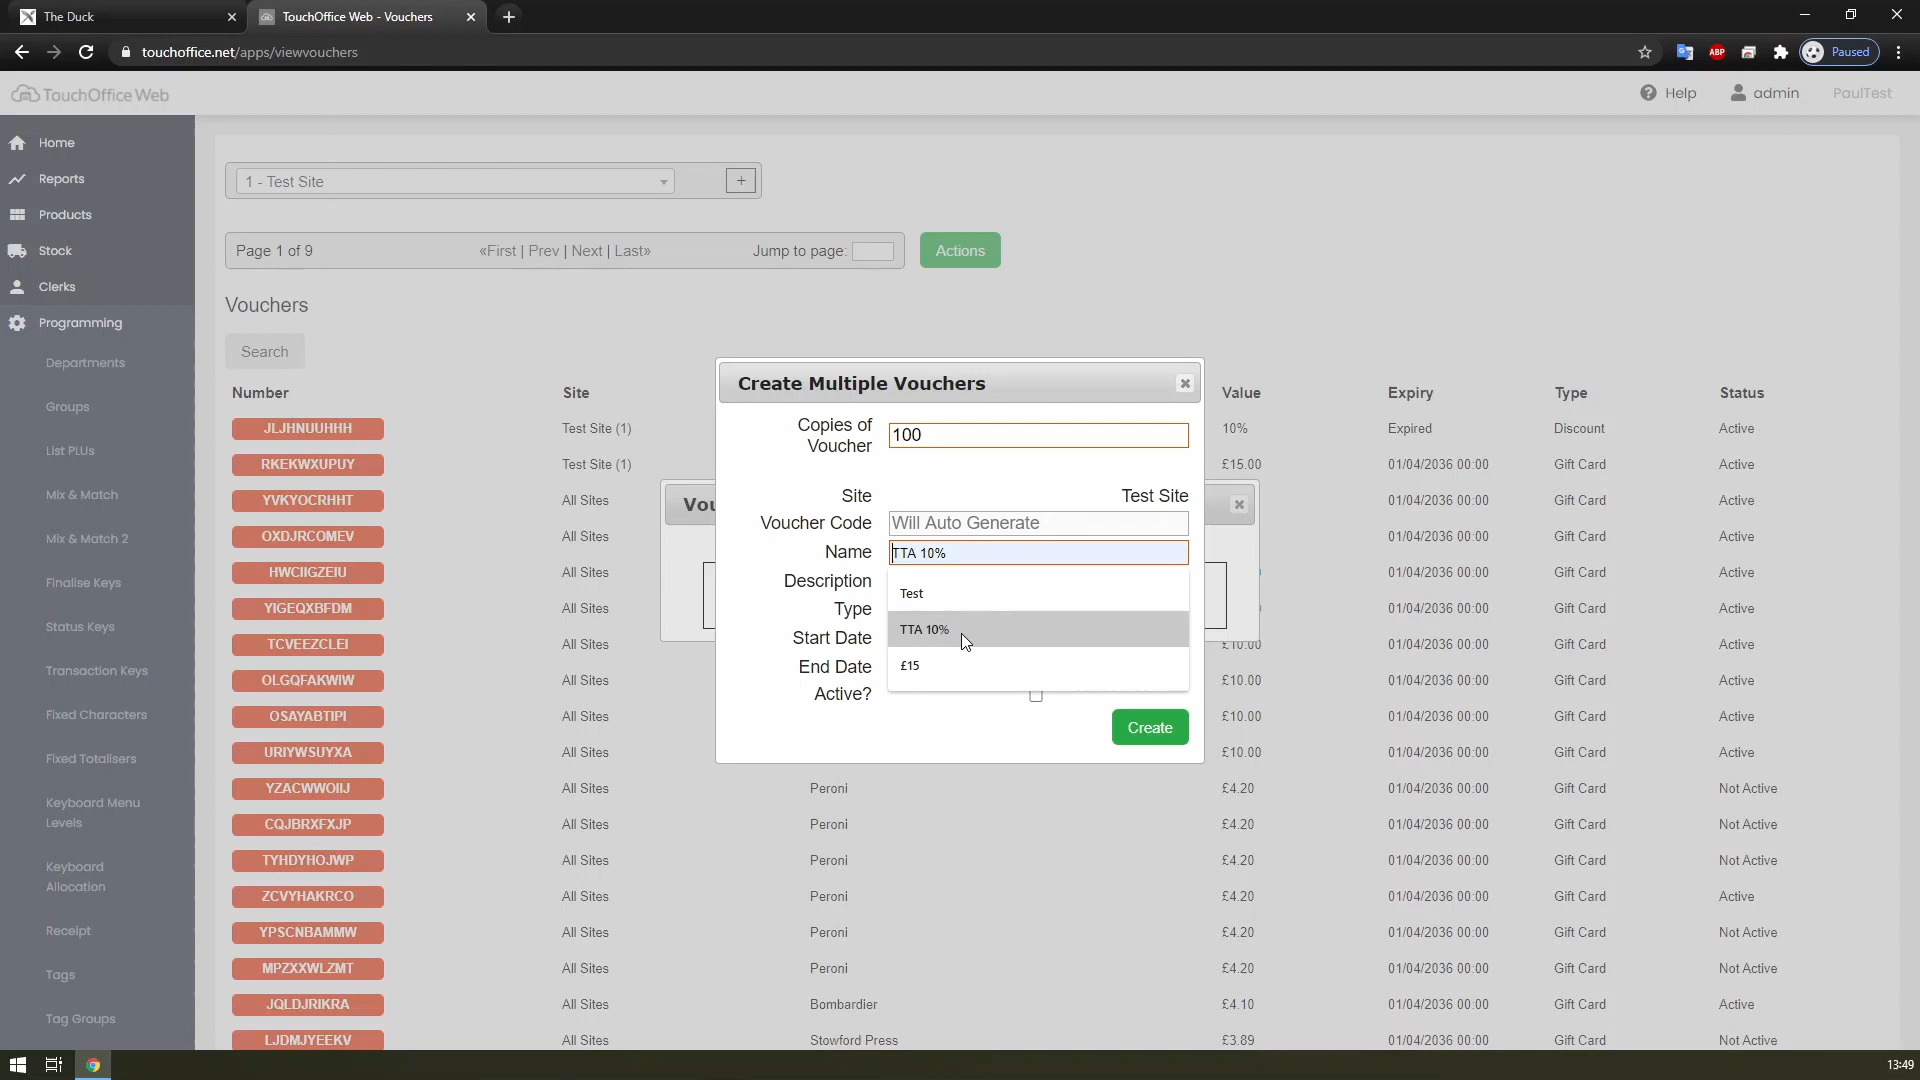 The Duck
TouchOffice Web - Vouchers
touchoffice.net/apps/viewvouchers
ABP
Paused
TouchOffice Web
Help
admin
PaulTest
Home
Reports
Products
Stock
Clerks
Programming
Departments
Groups
List PLUs
Mix & Match
Mix & Match 2
Finalise Keys
Status Keys
Transaction Keys
Fixed Characters
Fixed Totalisers
Keyboard Menu
Levels
Keyboard
Allocation
Receipt
Tags
Tag Groups
1 - Test Site
+
Page 1 of 9
«First | Prev | Next | Last»
Jump to page:
Actions
Vouchers
Search
Number Site Value Expiry Type Status
JLJHNUUHHH Test Site (1) 10% Expired Discount Active
RKEKWXUPUY Test Site (1) £15.00 01/04/2036 00:00 Gift Card Active
YVKYOCRHHT All Sites 01/04/2036 00:00 Gift Card Active
OXDJRCOMEV All Sites 01/04/2036 00:00 Gift Card Active
HWCIIGZEIU All Sites 01/04/2036 00:00 Gift Card Active
YIGEQXBFDM All Sites 01/04/2036 00:00 Gift Card Active
TCVEEZCLEI All Sites £10.00 01/04/2036 00:00 Gift Card Active
OLGQFAKWIW All Sites £10.00 01/04/2036 00:00 Gift Card Active
OSAYABTIPI All Sites £10.00 01/04/2036 00:00 Gift Card Active
URIYWSUYXA All Sites £10.00 01/04/2036 00:00 Gift Card Active
YZACWWOIIJ All Sites Peroni £4.20 01/04/2036 00:00 Gift Card Not Active
CQJBRXFXJP All Sites Peroni £4.20 01/04/2036 00:00 Gift Card Not Active
TYHDYHOJWP All Sites Peroni £4.20 01/04/2036 00:00 Gift Card Not Active
ZCVYHAKRCO All Sites Peroni £4.20 01/04/2036 00:00 Gift Card Active
YPSCNBAMMW All Sites Peroni £4.20 01/04/2036 00:00 Gift Card Not Active
MPZXXWLZMT All Sites Peroni £4.20 01/04/2036 00:00 Gift Card Not Active
JQLDJRIKRA All Sites Bombardier £4.10 01/04/2036 00:00 Gift Card Active
LJDMJYEEKV All Sites Stowford Press £3.89 01/04/2036 00:00 Gift Card Not Active
Vou
Create Multiple Vouchers
Copies of
Voucher
100
Site Test Site
Voucher Code Will Auto Generate
Name TTA 10%
Description
Type
Start Date
End Date
Active?
Test
TTA 10%
£15
Create
13:49